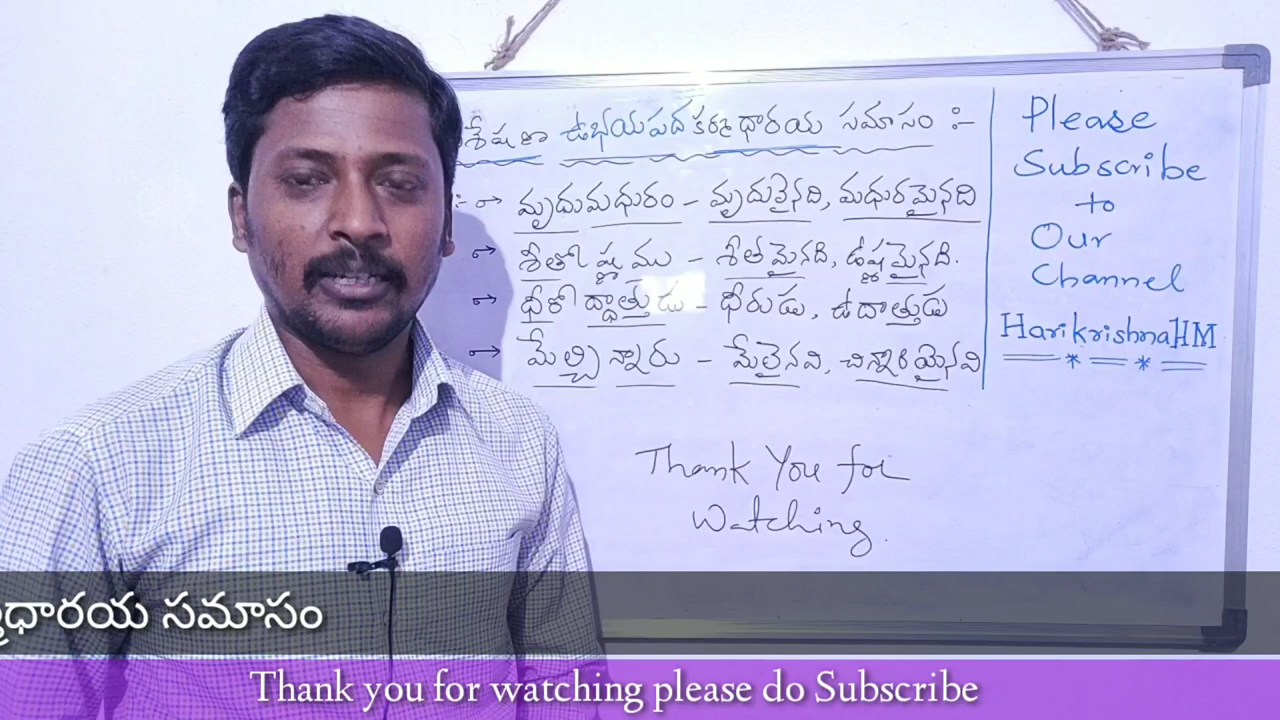 శేషణా ఉభయపద కర్మధారయ సమాసం :-
మృదుమధురం - మృదువైనది, మధురమైనది
శీతోష్ణము - శీతమైనది, ఉష్ణమైనది.
ధీరోద్ధాత్తుడు - ధీరుడు, ఉదాత్తుడు
మేల్చిన్నారు - మేలైనవి, చిన్నారియైనవి
Please
Subscribe
to
Our
Channel
HarikrishnaHM
Thank You for
Watching.
ధారయ సమాసం
Thank you for watching please do Subscribe